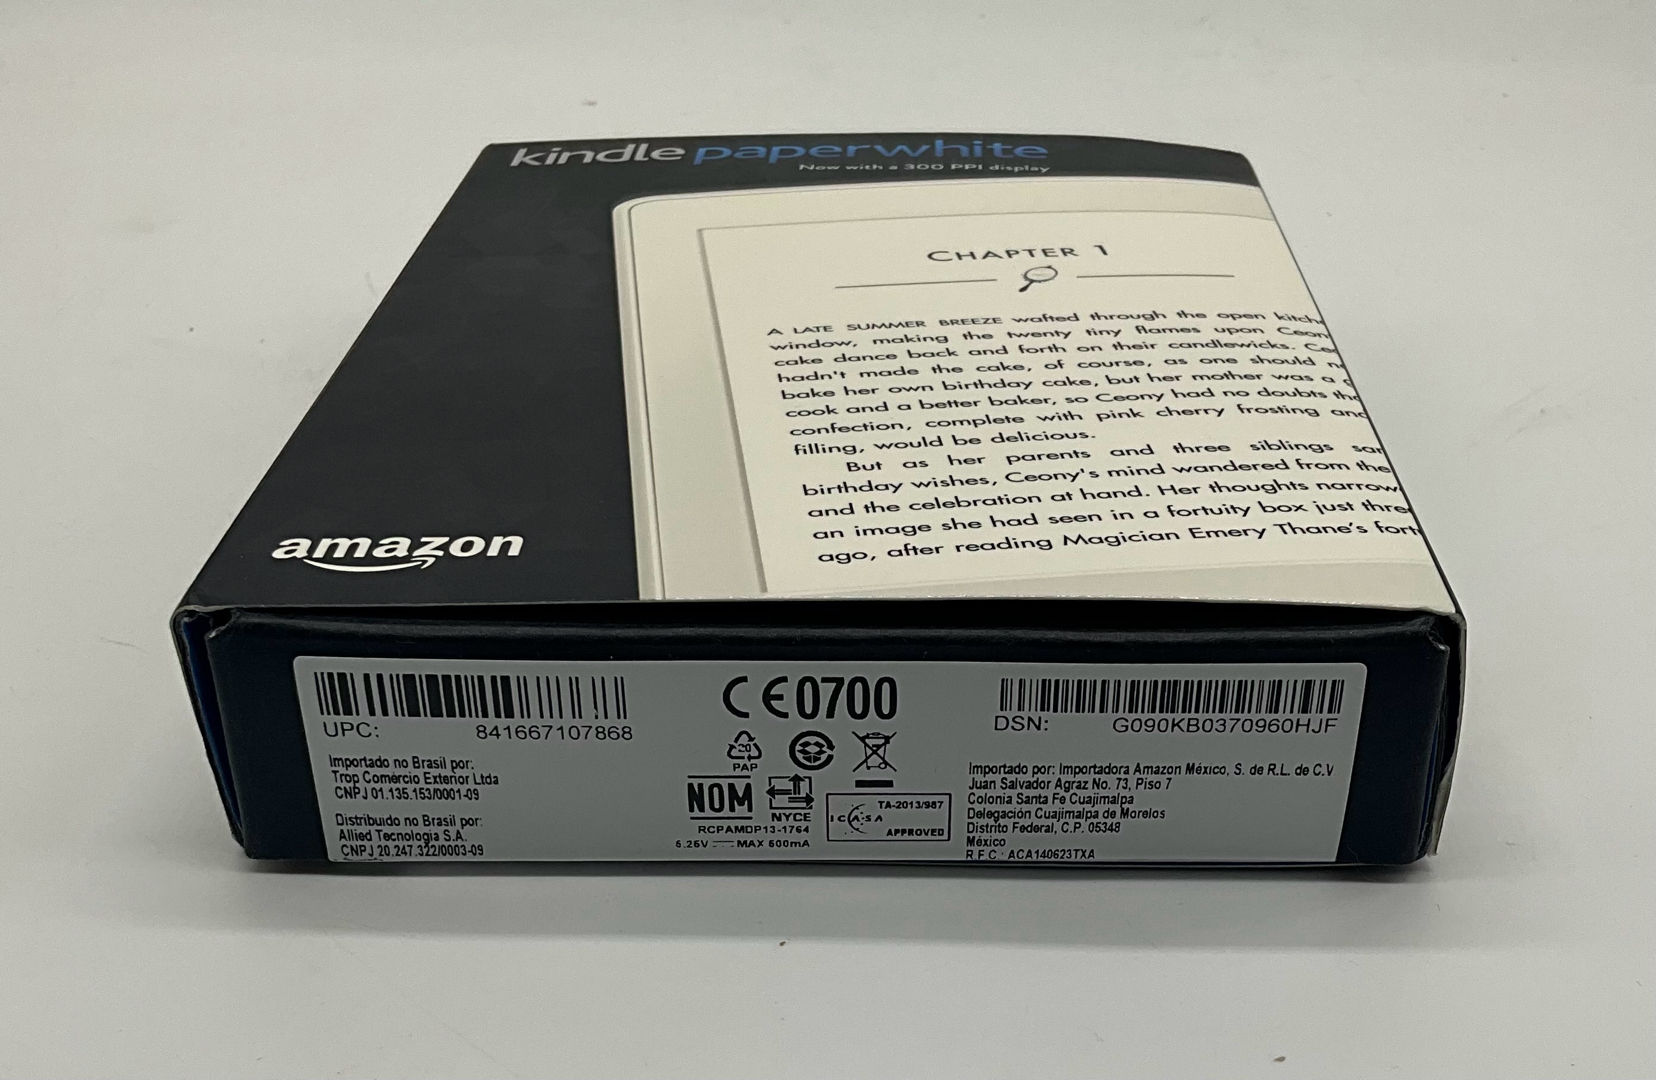 kindle paperwhite
Now with a 300 PPI display
CHAPTER 1
A LATE SUMMER BREEZE wafted through the open kitche
window, making the twenty tiny flames upon Ceon
cake dance back and forth on their candlewicks. Ce
hadn't made the cake, of course, as one should n
bake her own birthday cake, but her mother was a
cook and a better baker, so Ceony had no doubts the
confection, complete with pink cherry frosting and
filling, would be delicious.
But as her parents and three siblings san
birthday wishes, Ceony's mind wandered from the
and the celebration at hand. Her thoughts narrow
an image she had seen in a fortuity box just three
ago, after reading Magician Emery Thane's fort
amazon
UPC: 841667107868
Importado no Brasil por:
Trop Comércio Exterior Ltda
CNPJ 01.135.153/0001-09
Distribuido no Brasil por:
Allied Tecnologia S.A.
CNPJ 20.247.322/0003-09
CE0700
20
PAP
NOM
NYCE
RCPAMDP13-1764
5.25V MAX 500mA
TA-2013/987
ICASA
APPROVED
DSN: G090KB0370960HJF
Importado por: Importadora Amazon México, S. de R.L. de C.V
Juan Salvador Agraz No. 73, Piso 7
Colonia Santa Fe Cuajimalpa
Delegación Cuajimalpa de Morelos
Distrito Federal, C.P. 05348
México
R.F.C.: ACA140623TXA